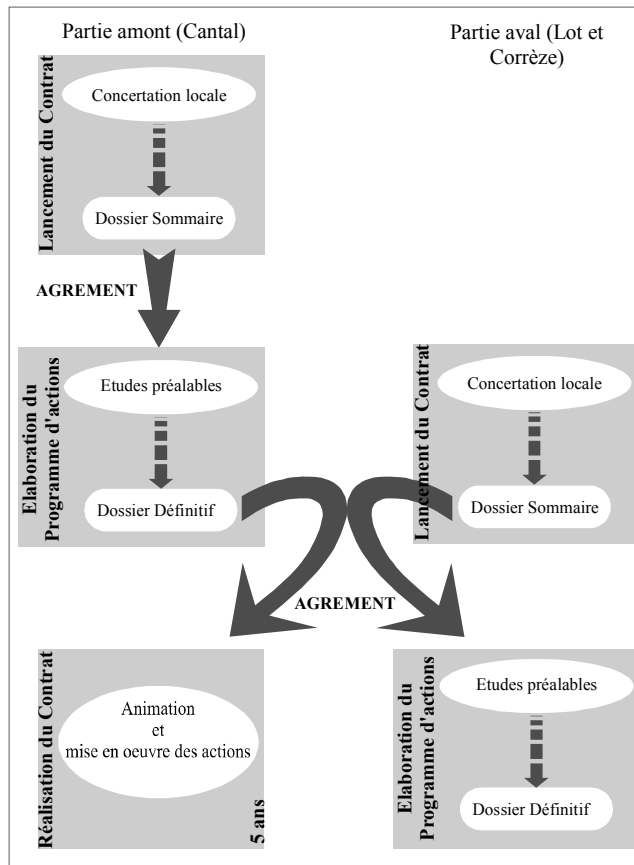 Partie amont (Cantal)
Partie aval (Lot et
Corrèze)
Lancement du Contrat
Concertation locale
Dossier Sommaire
AGREMENT
Elaboration du
Programme d'actions
Etudes préalables
Dossier Définitif
Lancement du Contrat
Concertation locale
Dossier Sommaire
AGREMENT
Réalisation du Contrat
Animation
et
mise en oeuvre des actions
5 ans
Elaboration du
Programme d'actions
Etudes préalables
Dossier Définitif